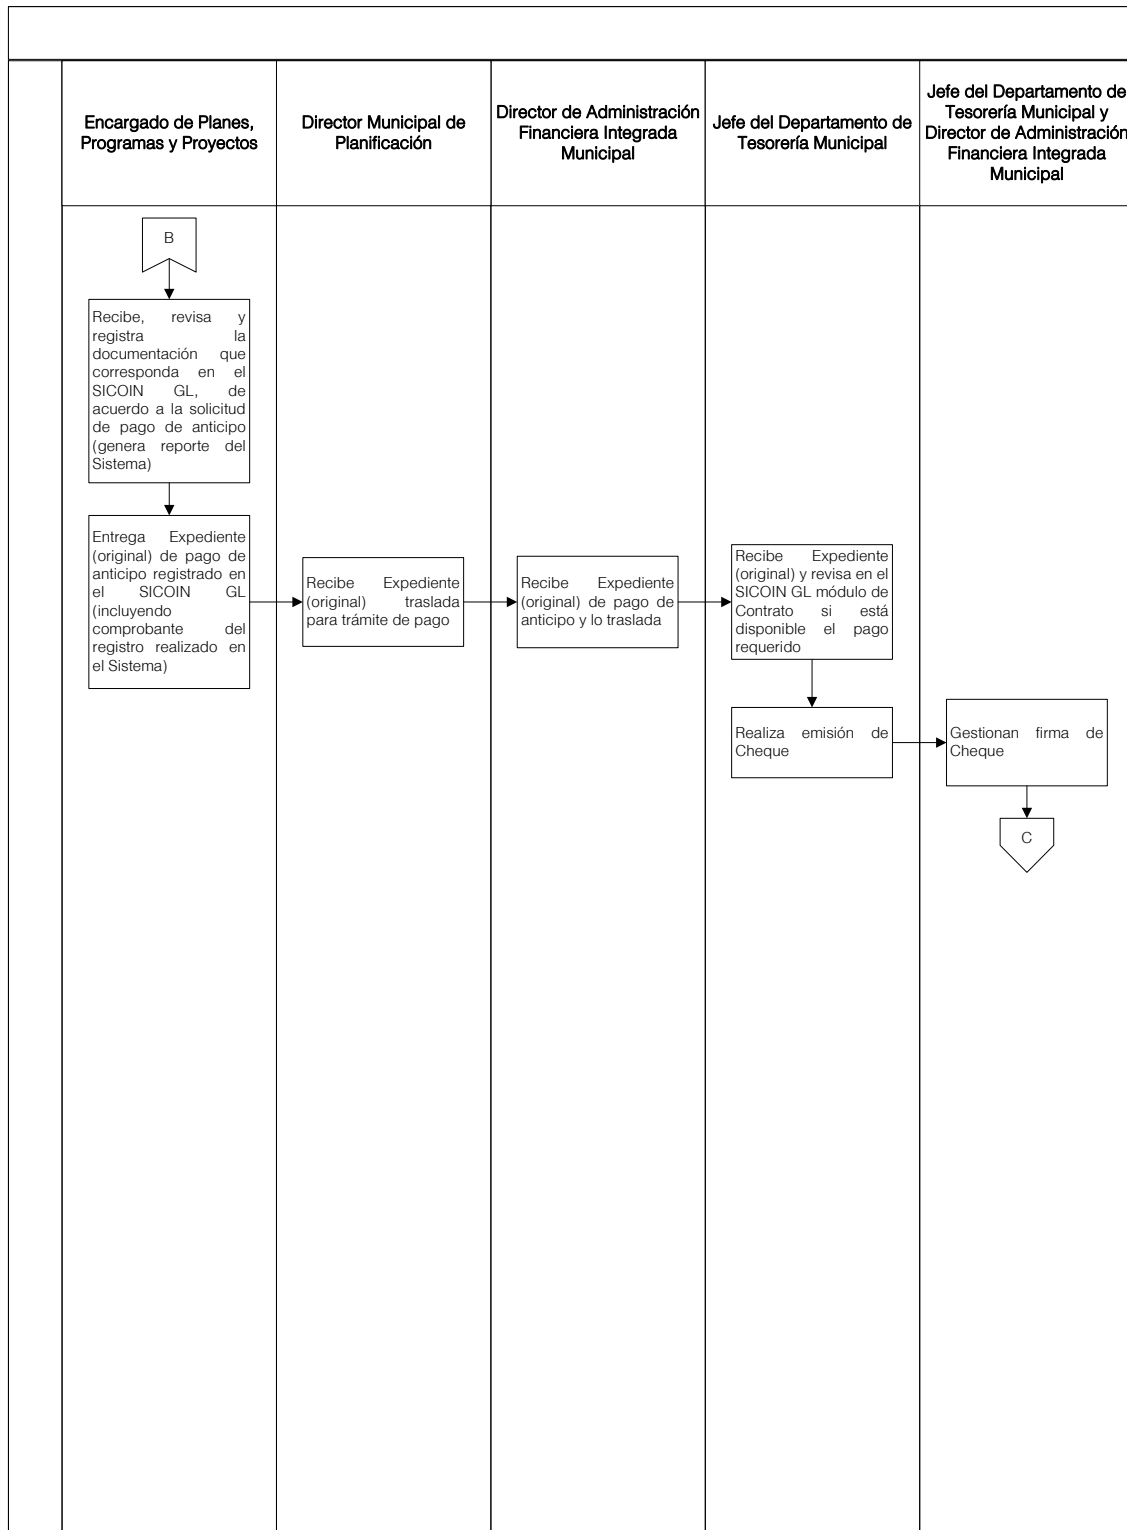 Encargado de Planes,
Programas y Proyectos
Director Municipal de
Planificación
Director de Administración
Financiera Integrada
Municipal
Jefe del Departamento de
Tesorería Municipal
Jefe del Departamento de
Tesorería Municipal y
Director de Administración
Financiera Integrada
Municipal
B
Recibe, revisa y
registra la
documentación que
corresponda en el
SICOIN GL, de
acuerdo a la solicitud
de pago de anticipo
(genera reporte del
Sistema)
Entrega Expediente
(original) de pago de
anticipo registrado en
el SICOIN GL
(incluyendo
comprobante del
registro realizado en
el Sistema)
Recibe Expediente
(original) traslada
para trámite de pago
Recibe Expediente
(original) de pago de
anticipo y lo traslada
Recibe Expediente
(original) y revisa en el
SICOIN GL módulo de
Contrato si está
disponible el pago
requerido
Realiza emisión de
Cheque
Gestionan firma de
Cheque
C